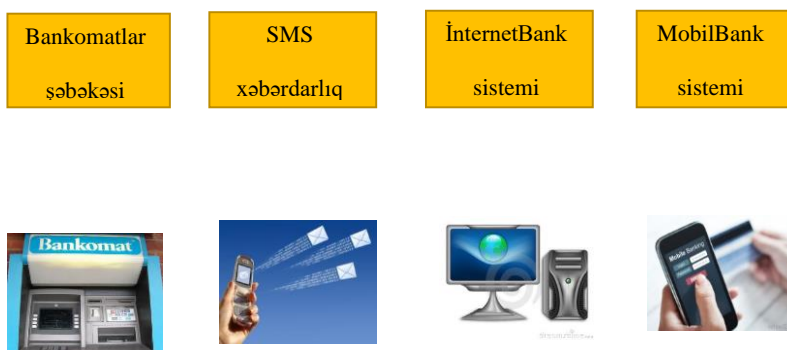 Bankomatlar
şəbəkəsi
SMS
xəbərdarlıq
İnternetBank
sistemi
MobilBank
sistemi
Bankomat
Mobile Banking